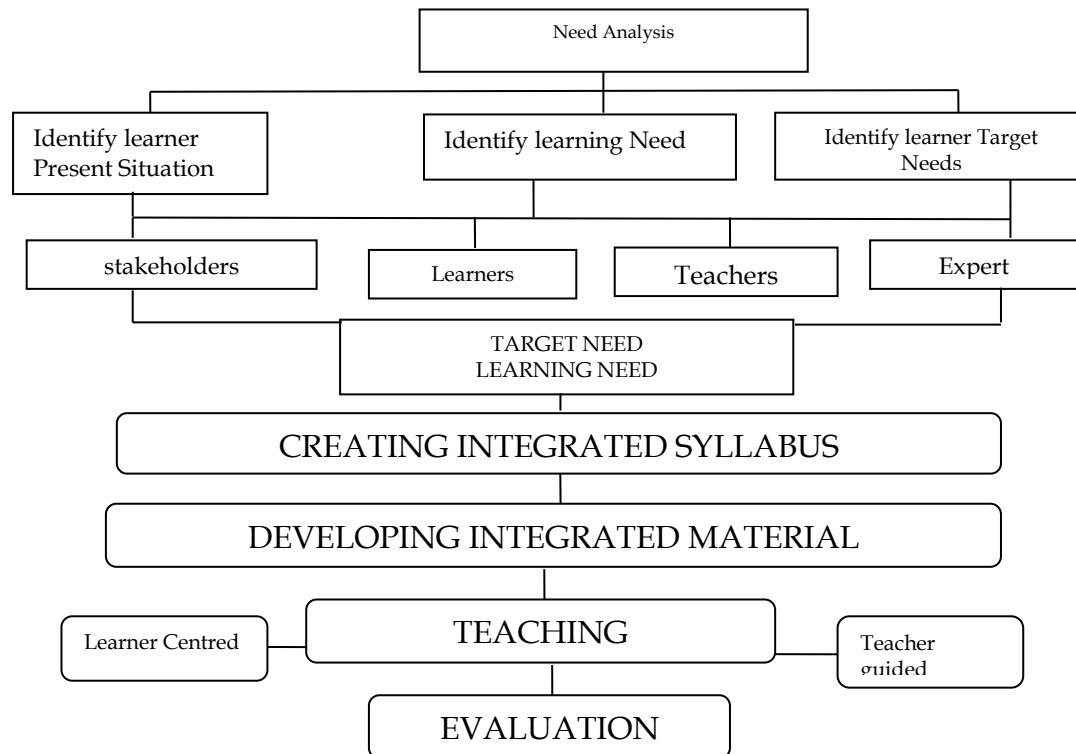 Need Analysis
Identify learner
Present Situation
Identify learning Need
Identify learner Target
Needs
stakeholders
Learners
Teachers
Expert
TARGET NEED
LEARNING NEED
CREATING INTEGRATED SYLLABUS
DEVELOPING INTEGRATED MATERIAL
TEACHING
Learner Centred
Teacher
guided
EVALUATION